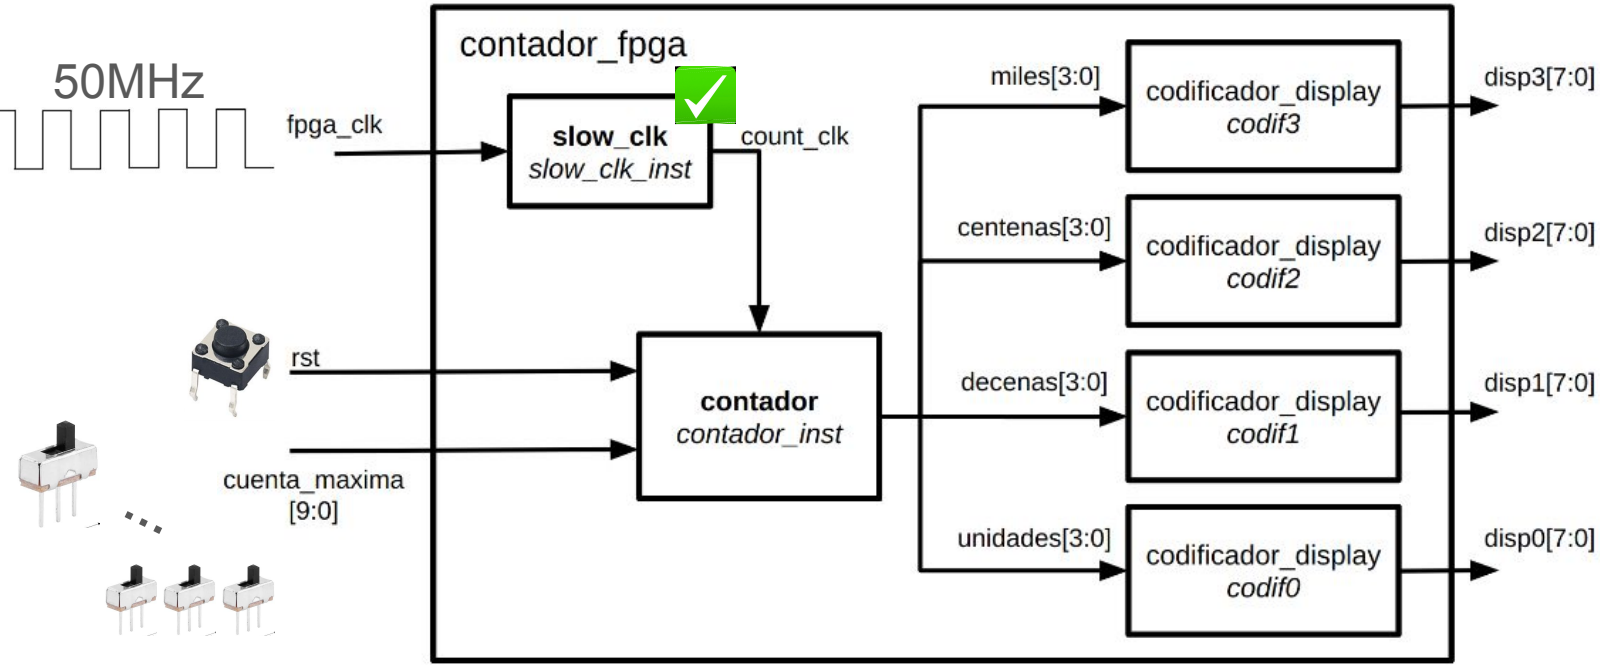 50MHz
contador_fpga
fpga_clk
slow_clk
slow_clk_inst
count_clk
rst
cuenta_maxima
[9:0]
contador
contador_inst
miles[3:0]
codificador_display
codif3
disp3[7:0]
centenas[3:0]
codificador_display
codif2
disp2[7:0]
decenas[3:0]
codificador_display
codif1
disp1[7:0]
unidades[3:0]
codificador_display
codif0
disp0[7:0]